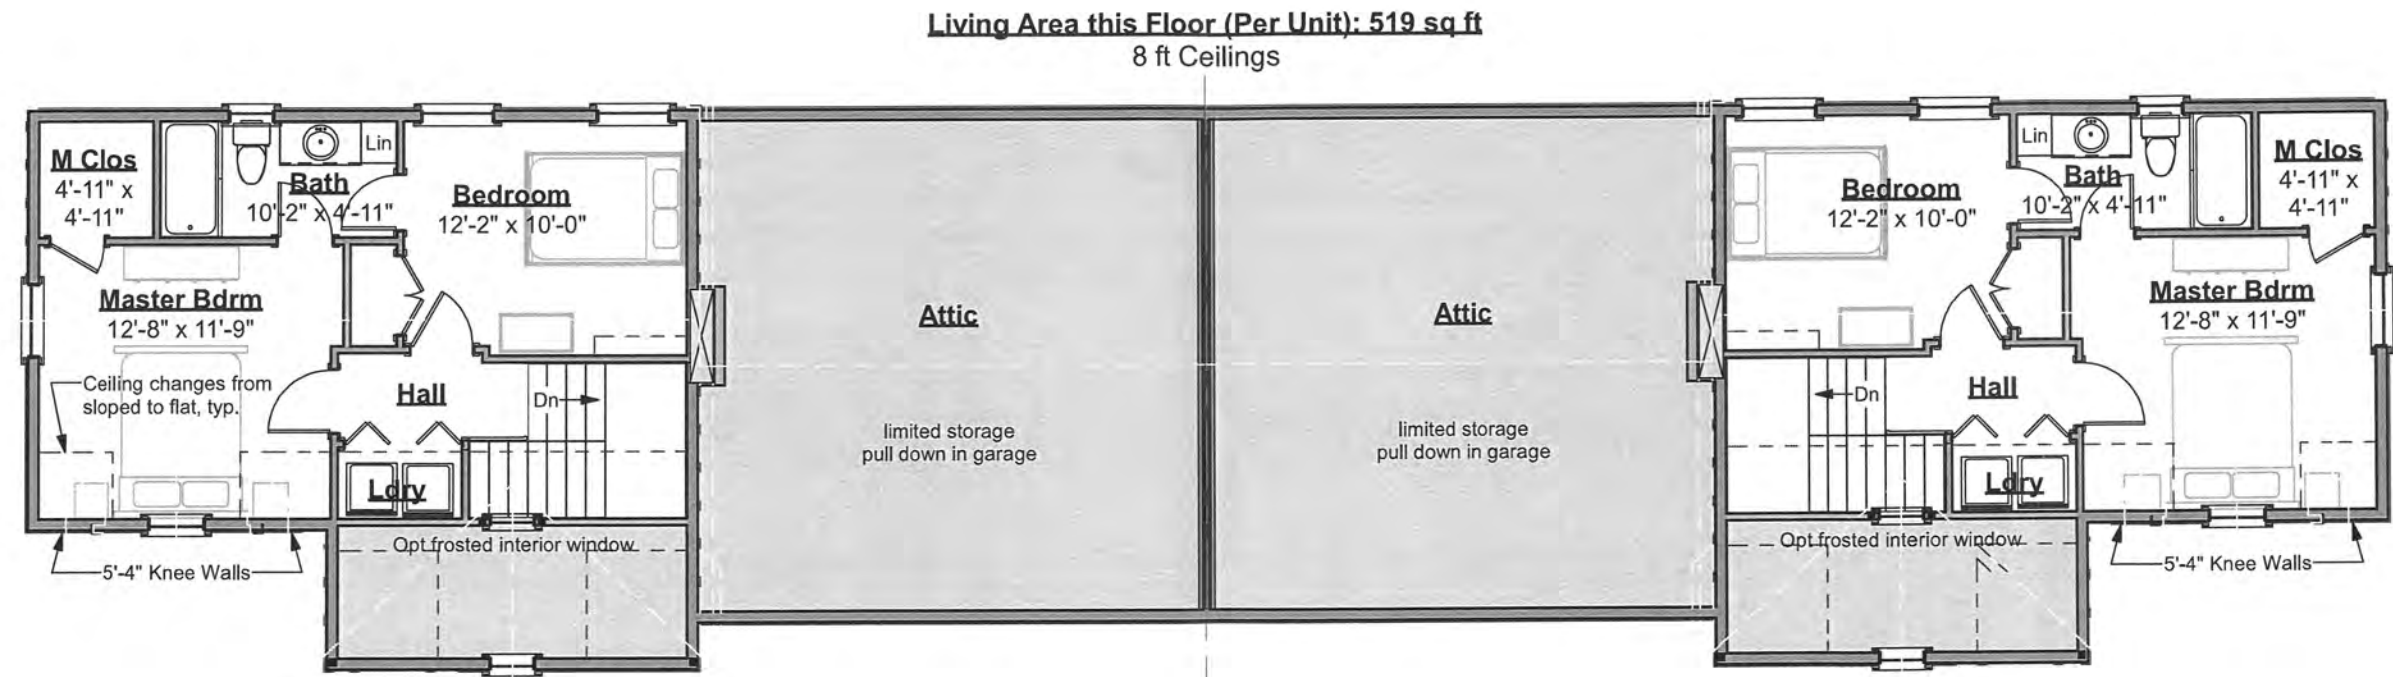 Living Area this Floor (Per Unit): 519 sq ft
8 ft Ceilings
M Clos
4'-11" x
4'-11"
Lin
Bath
10'-2" x 4'-11"
Bedroom
12'-2" x 10'-0"
Master Bdrm
12'-8" x 11'-9"
Ceiling changes from
sloped to flat, typ.
Hall
Dn
Ldry
Opt frosted interior window
5'-4" Knee Walls
Attic
limited storage
pull down in garage
Attic
limited storage
pull down in garage
Bedroom
12'-2" x 10'-0"
Lin
Bath
10'-2" x 4'-11"
M Clos
4'-11" x
4'-11"
Master Bdrm
12'-8" x 11'-9"
Dn
Hall
Ldry
Opt frosted interior window
5'-4" Knee Walls